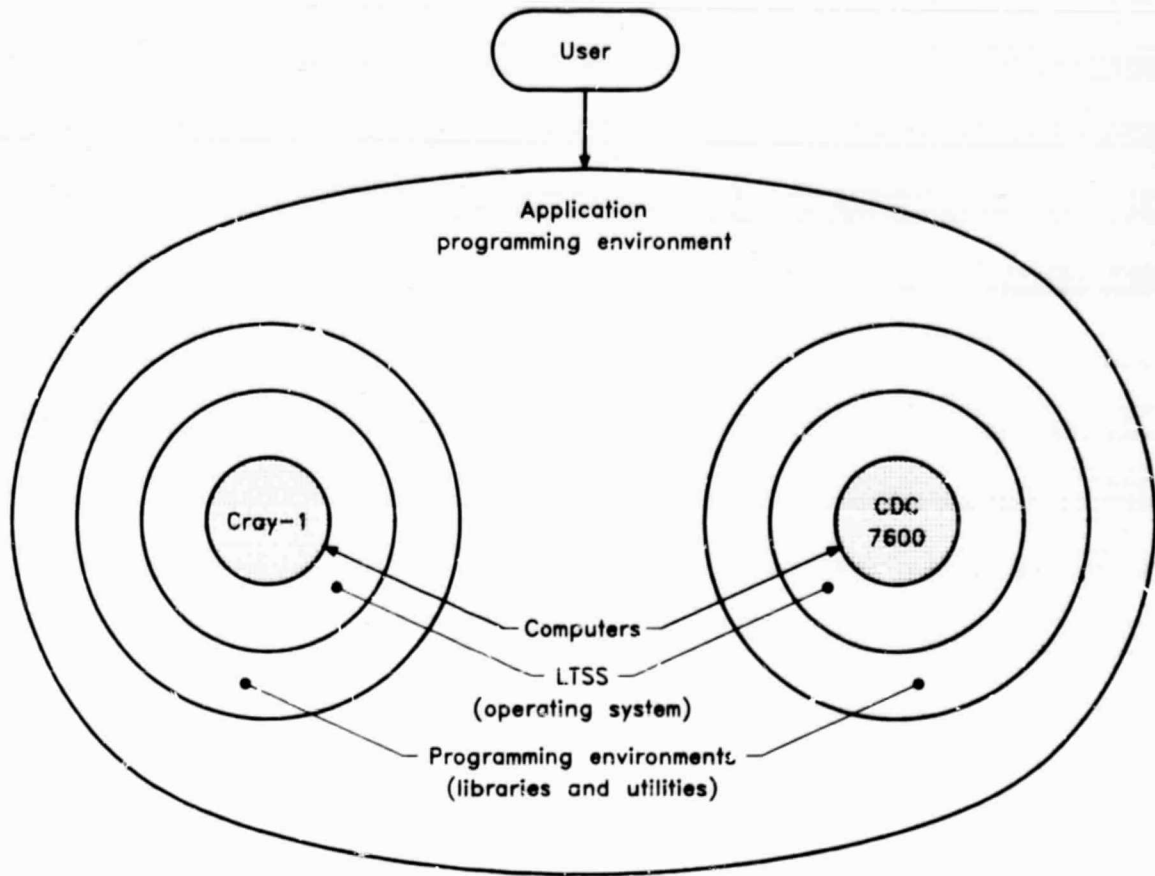 User
Application
programming environment
Cray-1
CDC
7600
Computers
LTSS
(operating system)
Programming environments
(libraries and utilities)